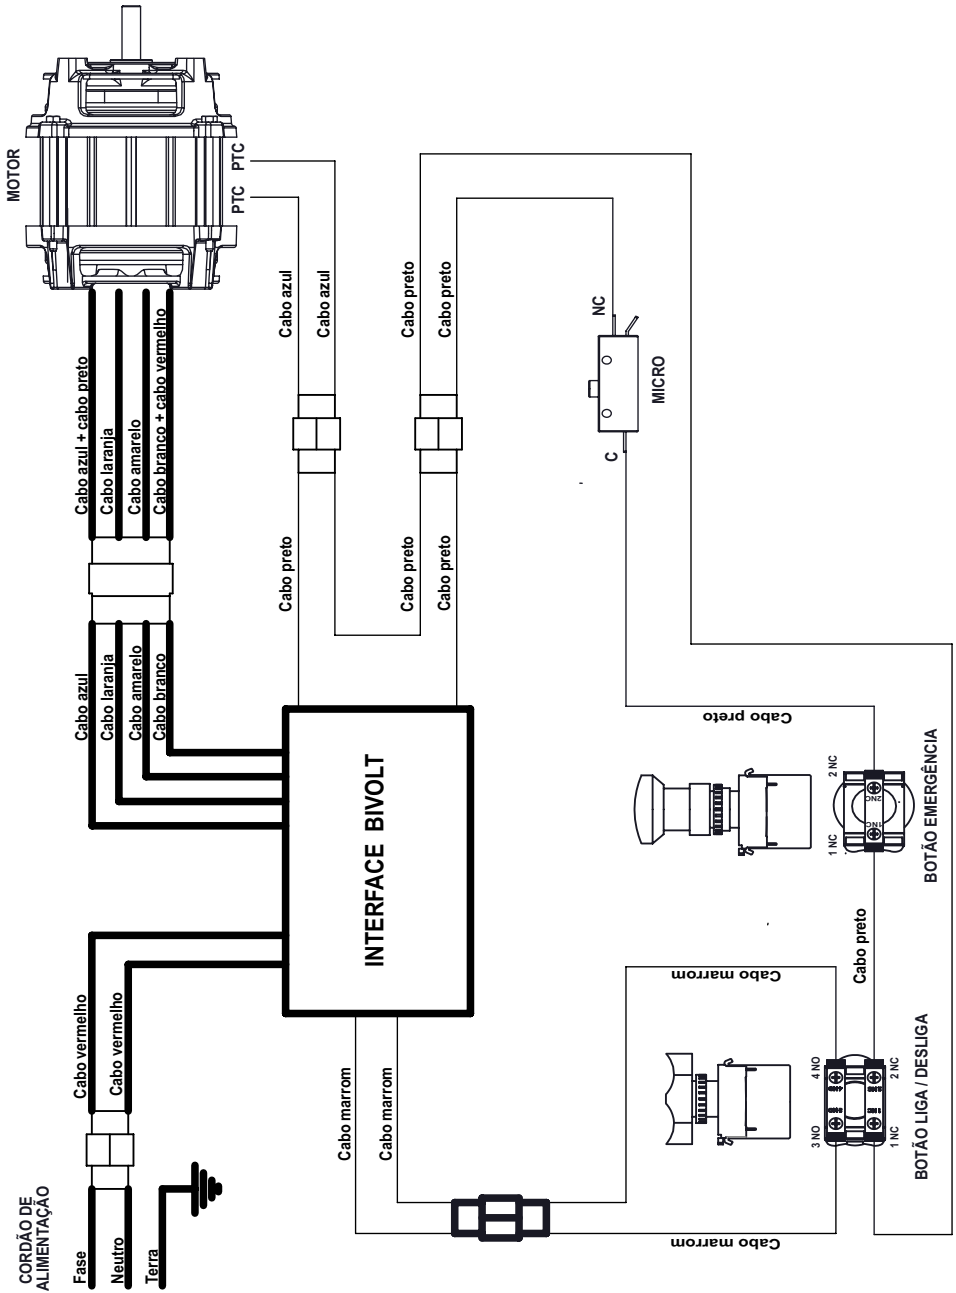 CORDÃO DE
ALIMENTAÇÃO
Fase
Neutro
Terra
Cabo vermelho
Cabo vermelho
Cabo azul
Cabo laranja
Cabo amarelo
Cabo branco
Cabo azul + cabo preto
Cabo laranja
Cabo amarelo
Cabo branco + cabo vermelho
MOTOR
PTC
PTC
Cabo azul
Cabo azul
Cabo preto
Cabo preto
Cabo preto
Cabo preto
Cabo preto
INTERFACE BIVOLT
Cabo marrom
Cabo marrom
Cabo marrom
Cabo marrom
C
NC
MICRO
Cabo preto
Cabo preto
3 NO
4 NO
1 NC
2 NC
BOTÃO LIGA / DESLIGA
1 NC
2 NC
1NC
2NC
BOTÃO EMERGÊNCIA